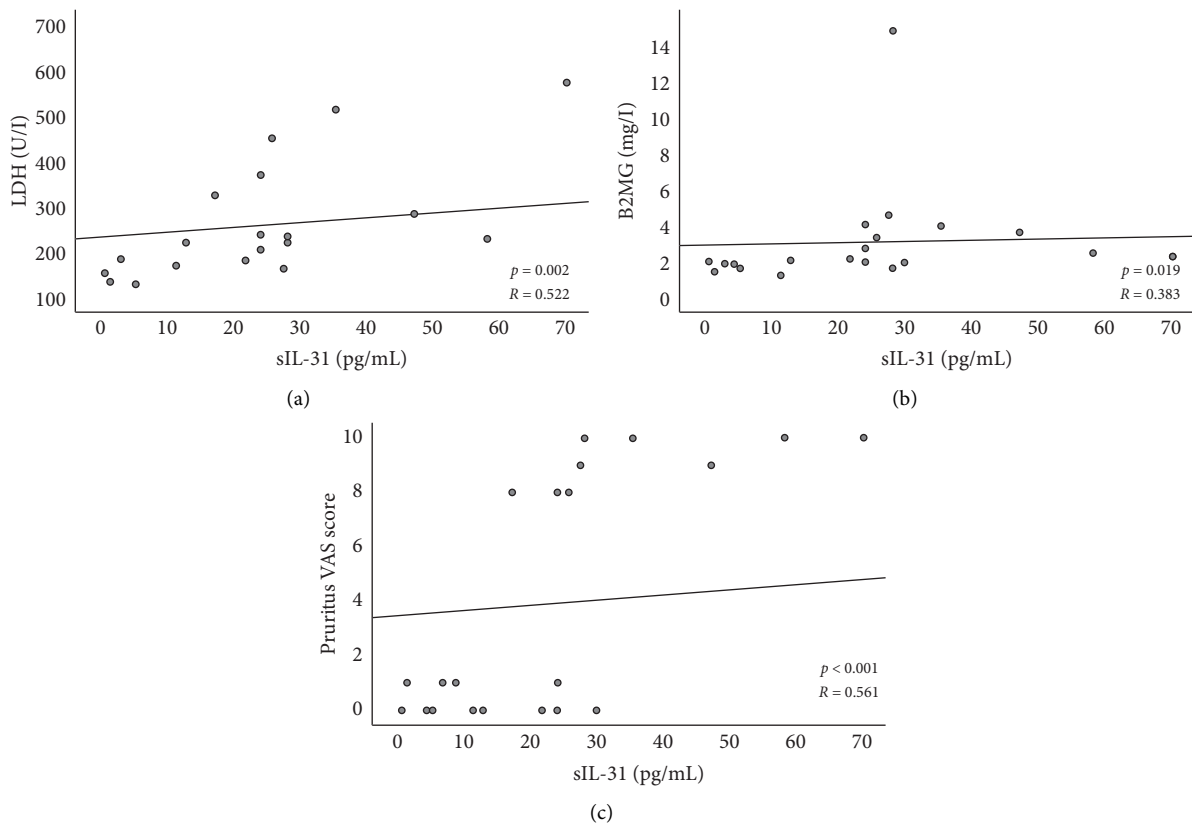 700
600
500
400
300
200
100
LDH (U/I)
p = 0.002
R = 0.522
0 10 20 30 40 50 60 70
sIL-31 (pg/mL)
(a)
14
12
10
8
6
4
2
0
B2MG (mg/I)
p = 0.019
R = 0.383
0 10 20 30 40 50 60 70
sIL-31 (pg/mL)
(b)
10
8
6
4
2
0
Pruritus VAS score
p < 0.001
R = 0.561
0 10 20 30 40 50 60 70
sIL-31 (pg/mL)
(c)